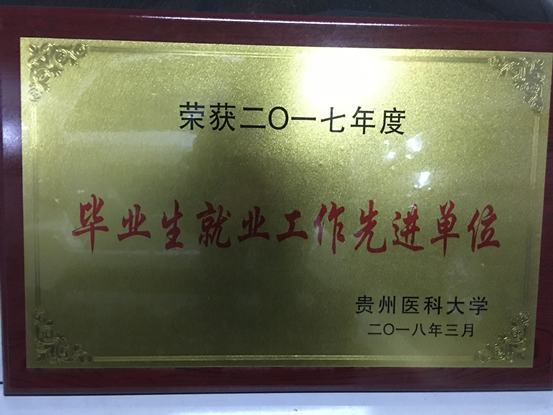 荣获二〇一七年度
毕业生就业工作先进单位
贵州医科大学
二〇一八年三月